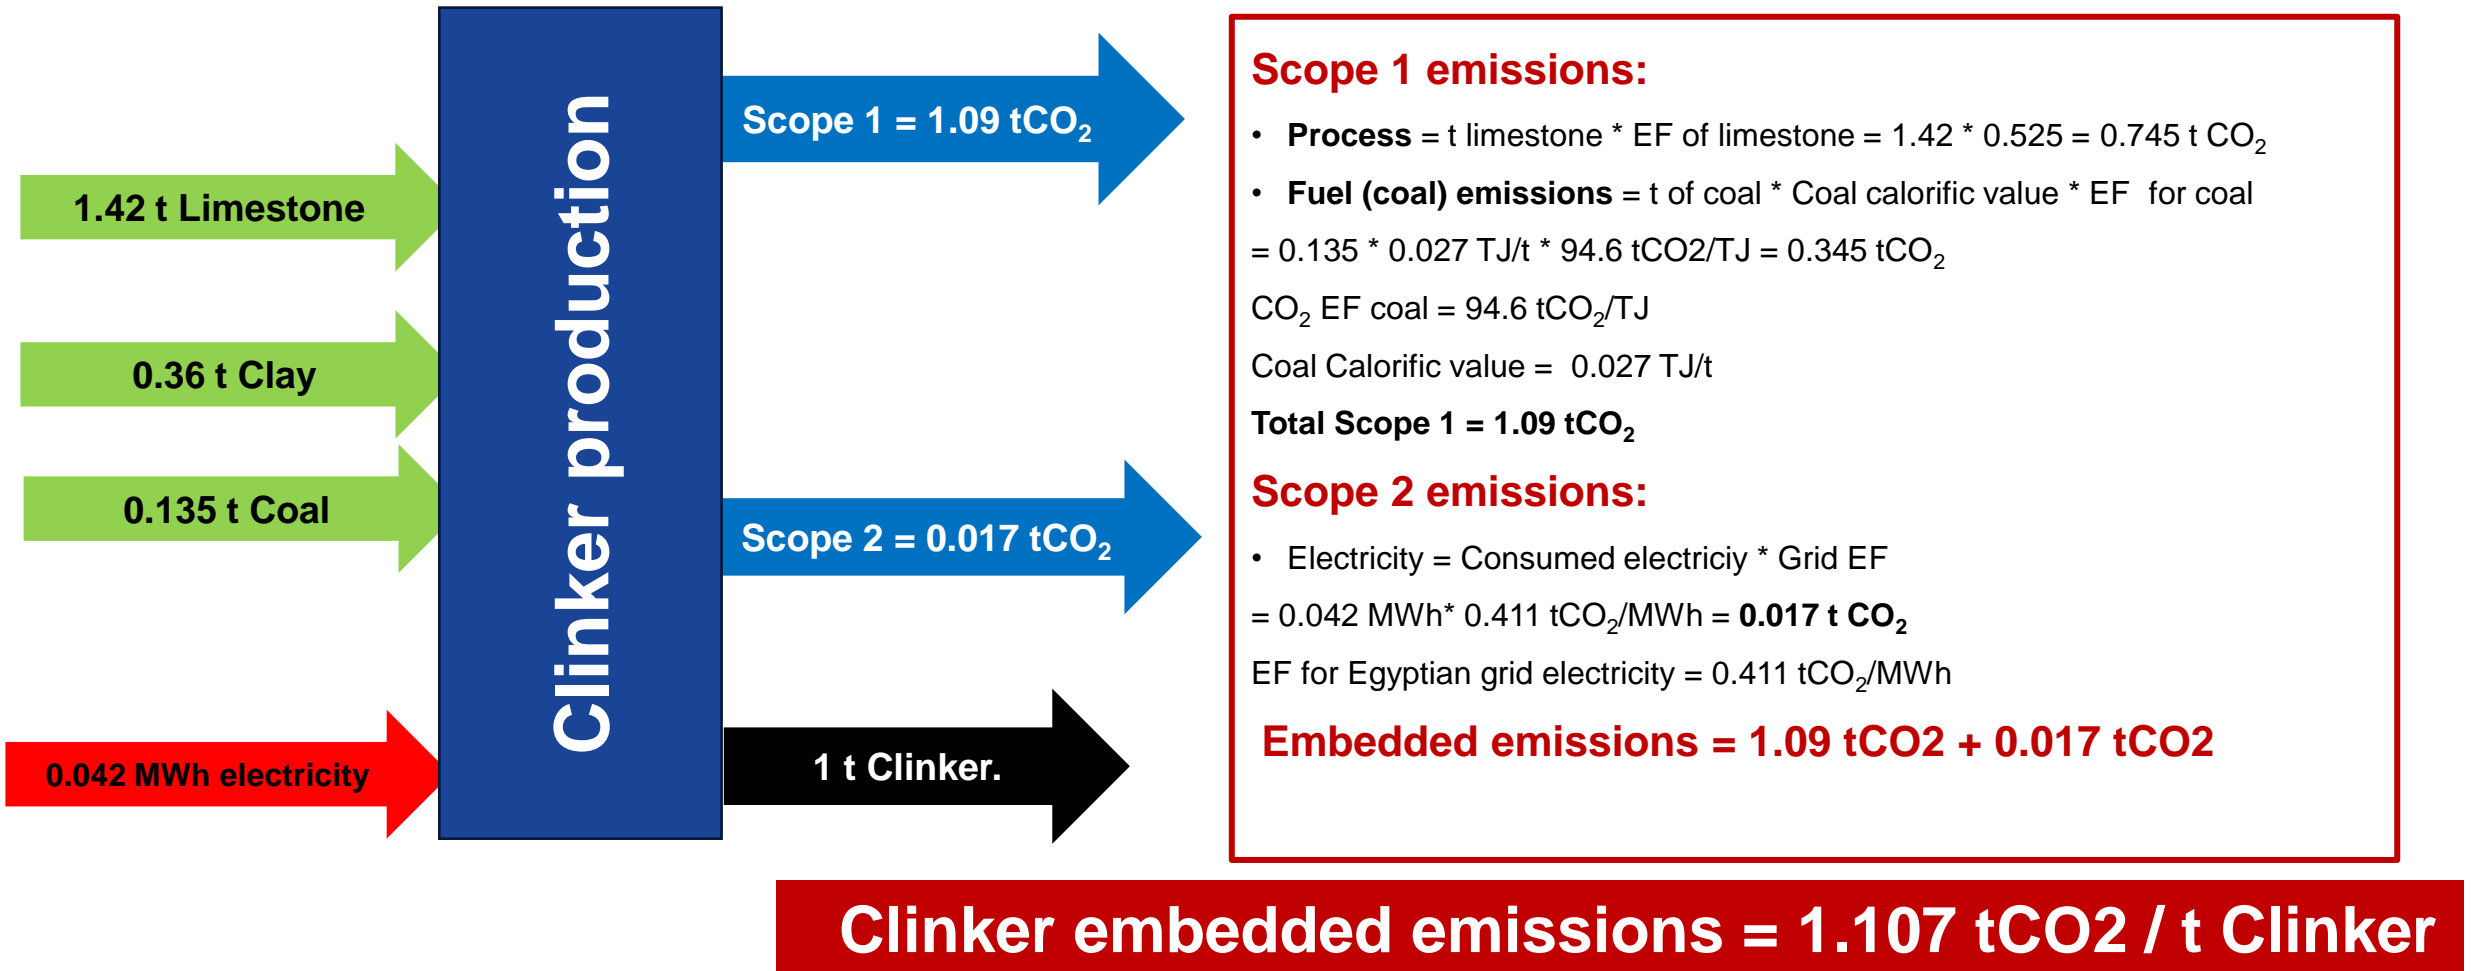 1.42 t Limestone
0.36 t Clay
0.135 t Coal
0.042 MWh electricity
Clinker production
Scope 1 = 1.09 tCO₂
Scope 2 = 0.017 tCO₂
1 t Clinker.
Scope 1 emissions:
• Process = t limestone * EF of limestone = 1.42 * 0.525 = 0.745 t CO₂
• Fuel (coal) emissions = t of coal * Coal calorific value * EF for coal
= 0.135 * 0.027 TJ/t * 94.6 tCO2/TJ = 0.345 tCO₂
CO₂ EF coal = 94.6 tCO₂/TJ
Coal Calorific value = 0.027 TJ/t
Total Scope 1 = 1.09 tCO₂
Scope 2 emissions:
• Electricity = Consumed electriciy * Grid EF
= 0.042 MWh* 0.411 tCO₂/MWh = 0.017 t CO₂
EF for Egyptian grid electricity = 0.411 tCO₂/MWh
Embedded emissions = 1.09 tCO2 + 0.017 tCO2
Clinker embedded emissions = 1.107 tCO2 / t Clinker